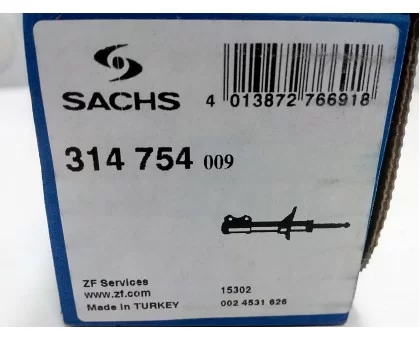 SACHS
4 013872 766918
314 754 009
ZF Services
www.zf.com
Made in TURKEY
15302
002 4531 626